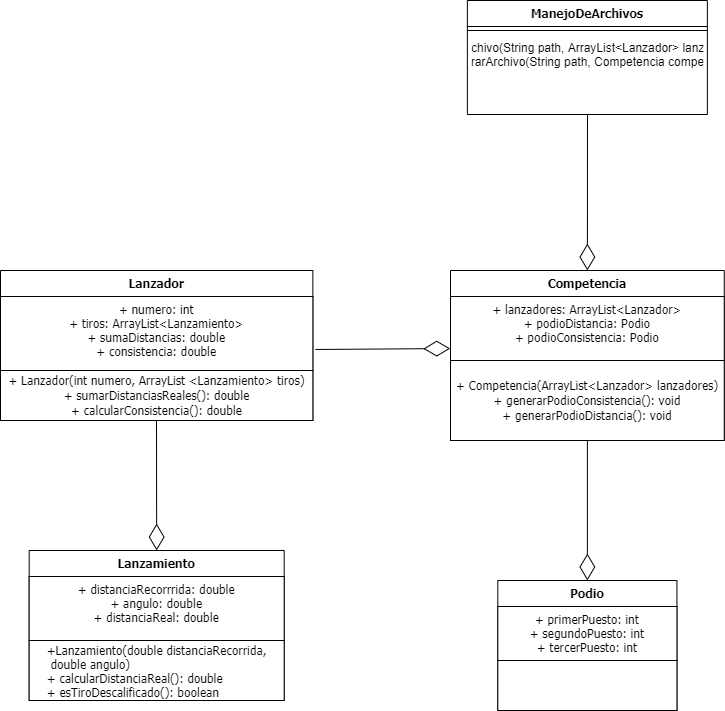 ManejoDeArchivos
chivo(String path, ArrayList<Lanzador> lanz
rarArchivo(String path, Competencia compe
Lanzador
+ numero: int
+ tiros: ArrayList<Lanzamiento>
+ sumaDistancias: double
+ consistencia: double
+ Lanzador(int numero, ArrayList <Lanzamiento> tiros)
+ sumarDistanciasReales(): double
+ calcularConsistencia(): double
Competencia
+ lanzadores: ArrayList<Lanzador>
+ podioDistancia: Podio
+ podioConsistencia: Podio
+ Competencia(ArrayList<Lanzador> lanzadores)
+ generarPodioConsistencia(): void
+ generarPodioDistancia(): void
Lanzamiento
+ distanciaRecorrrida: double
+ angulo: double
+ distanciaReal: double
+Lanzamiento(double distanciaRecorrida,
double angulo)
+ calcularDistanciaReal(): double
+ esTiroDescalificado(): boolean
Podio
+ primerPuesto: int
+ segundoPuesto: int
+ tercerPuesto: int